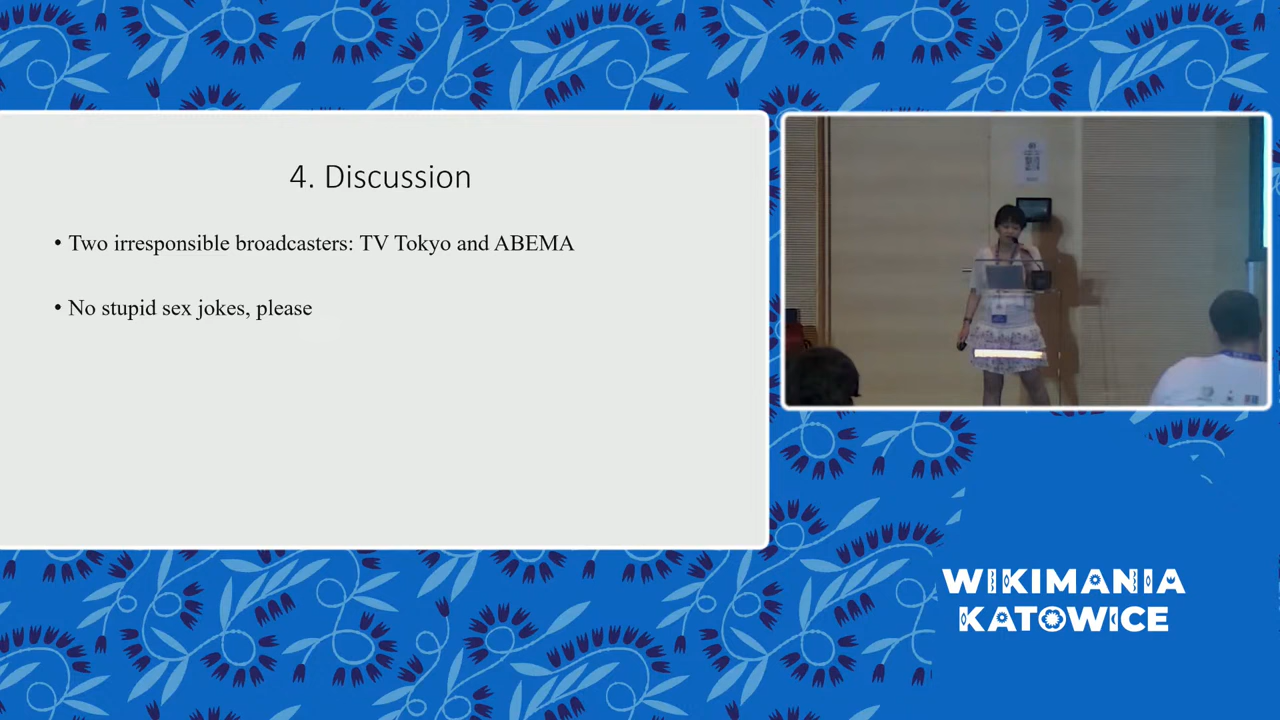 4. Discussion
• Two irresponsible broadcasters: TV Tokyo and ABEMA
• No stupid sex jokes, please
WIKIMANIA
KATOWICE